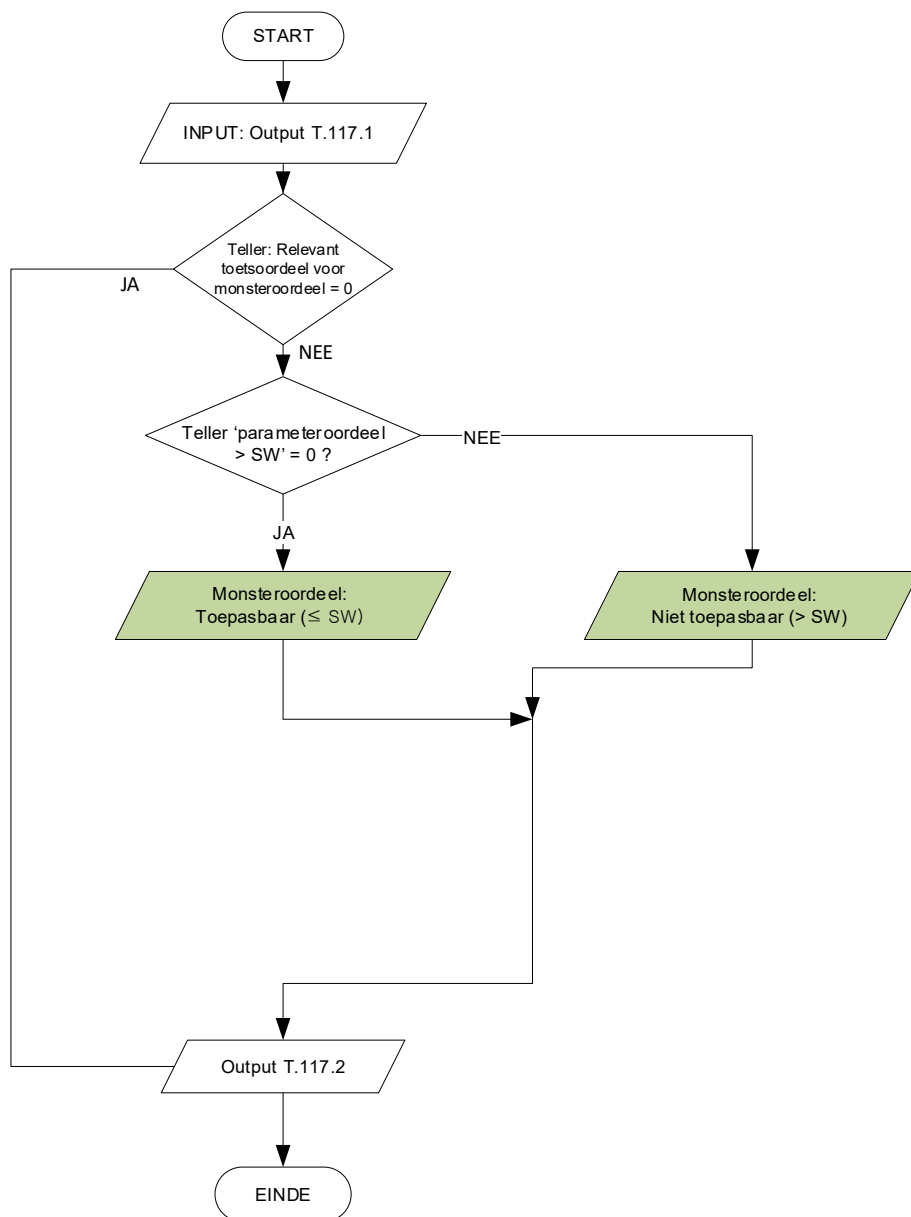 START
INPUT: Output T.117.1
Teller: Relevant
toetsoordeel voor
monsteroordeel = 0
JA
NEE
Teller ‘parameteroordeel
> SW’ = 0 ?
NEE
JA
Monsteroordeel:
Toepasbaar (≤ SW)
Monsteroordeel:
Niet toepasbaar (> SW)
Output T.117.2
EINDE